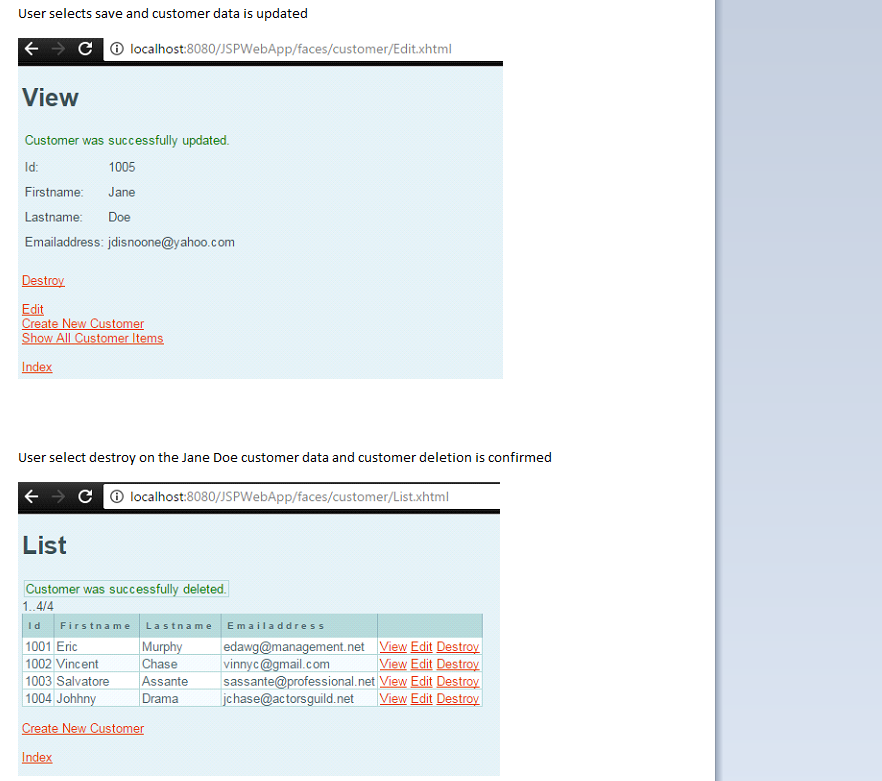 User selects save and customer data is updated
localhost:8080/JSPWebApp/faces/customer/Edit.xhtml
View
Customer was successfully updated.
Id: 1005
Firstname: Jane
Lastname: Doe
Emailaddress: jdisnoone@yahoo.com
Destroy
Edit
Create New Customer
Show All Customer Items
Index
User select destroy on the Jane Doe customer data and customer deletion is confirmed
localhost:8080/JSPWebApp/faces/customer/List.xhtml
List
Customer was successfully deleted.
1..4/4
Id Firstname Lastname Emailaddress
1001 Eric Murphy edawg@management.net View Edit Destroy
1002 Vincent Chase vinnyc@gmail.com View Edit Destroy
1003 Salvatore Assante sassante@professional.net View Edit Destroy
1004 Johhny Drama jchase@actorsguild.net View Edit Destroy
Create New Customer
Index